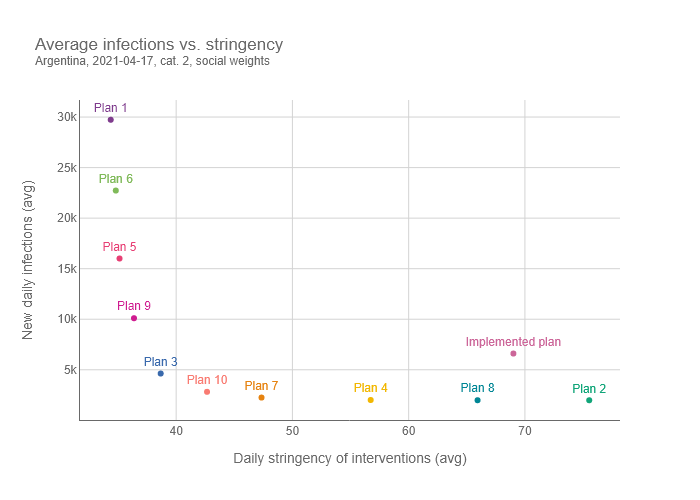 Average infections vs. stringency
Argentina, 2021-04-17, cat. 2, social weights
Plan 1
30k
25k
Plan 6
20k
Plan 5
15k
Plan 9
10k
Implemented plan
Plan 3
5k
Plan 10
Plan 7
Plan 4
Plan 8
Plan 2
New daily infections (avg)
40
50
60
70
Daily stringency of interventions (avg)